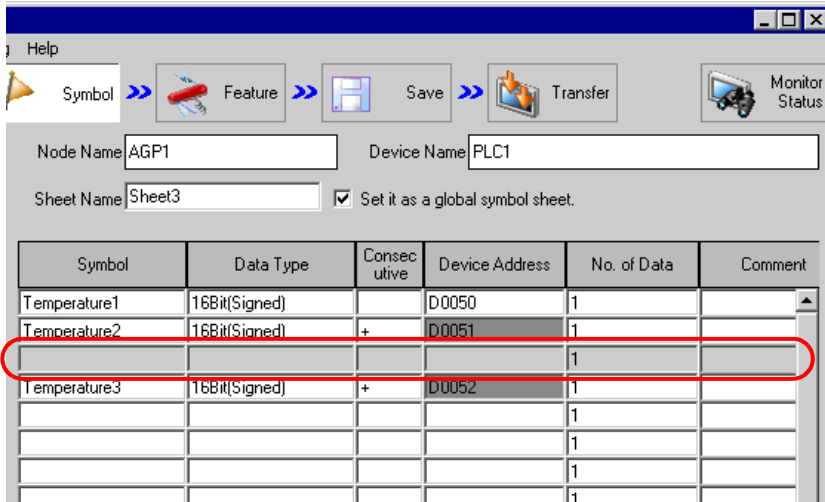 g Help
Symbol >> Feature >> Save >> Transfer Monitor Status
Node Name AGP1 Device Name PLC1
Sheet Name Sheet3 Set it as a global symbol sheet.
Symbol Data Type Consecutive Device Address No. of Data Comment
Temperature1 16Bit(Signed) D0050 1
Temperature2 16Bit(Signed) + D0051 1
1
Temperature3 16Bit(Signed) + D0052 1
1
1
1
1